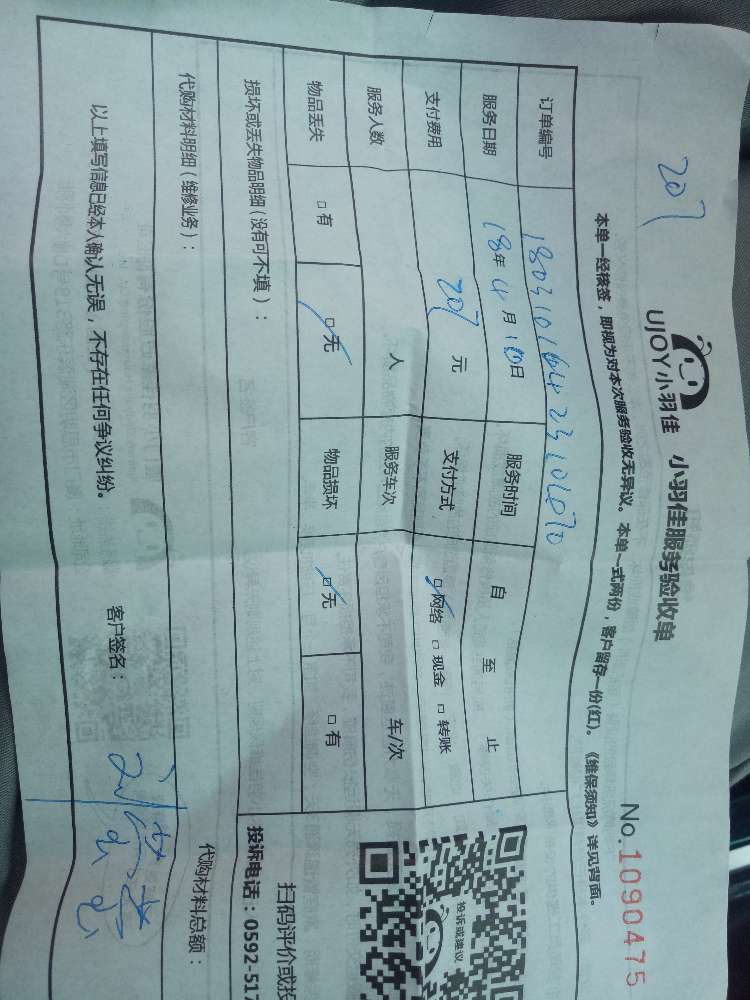 207
UJOY小羽佳 小羽佳服务验收单
No.1090475
本单一经核签，即视为对本次服务验收无异议。本单一式两份，客户留存一份(红)。《维保须知》详见背面。
订单编号
服务日期 18年4月10日 服务时间 自 至 止
支付费用 207元 支付方式 □网络 □现金 □转账
服务人数 人 服务车次 车/次
物品丢失 □有 □无 物品损坏 □无 □有
损坏或丢失物品明细(没有可不填)：
代购材料明细(维修业务)： 代购材料总额：
以上填写信息已经本人确认无误，不存在任何争议纠纷。 客户签名：
投诉或建议
扫码评价或投
投诉电话：0592-517